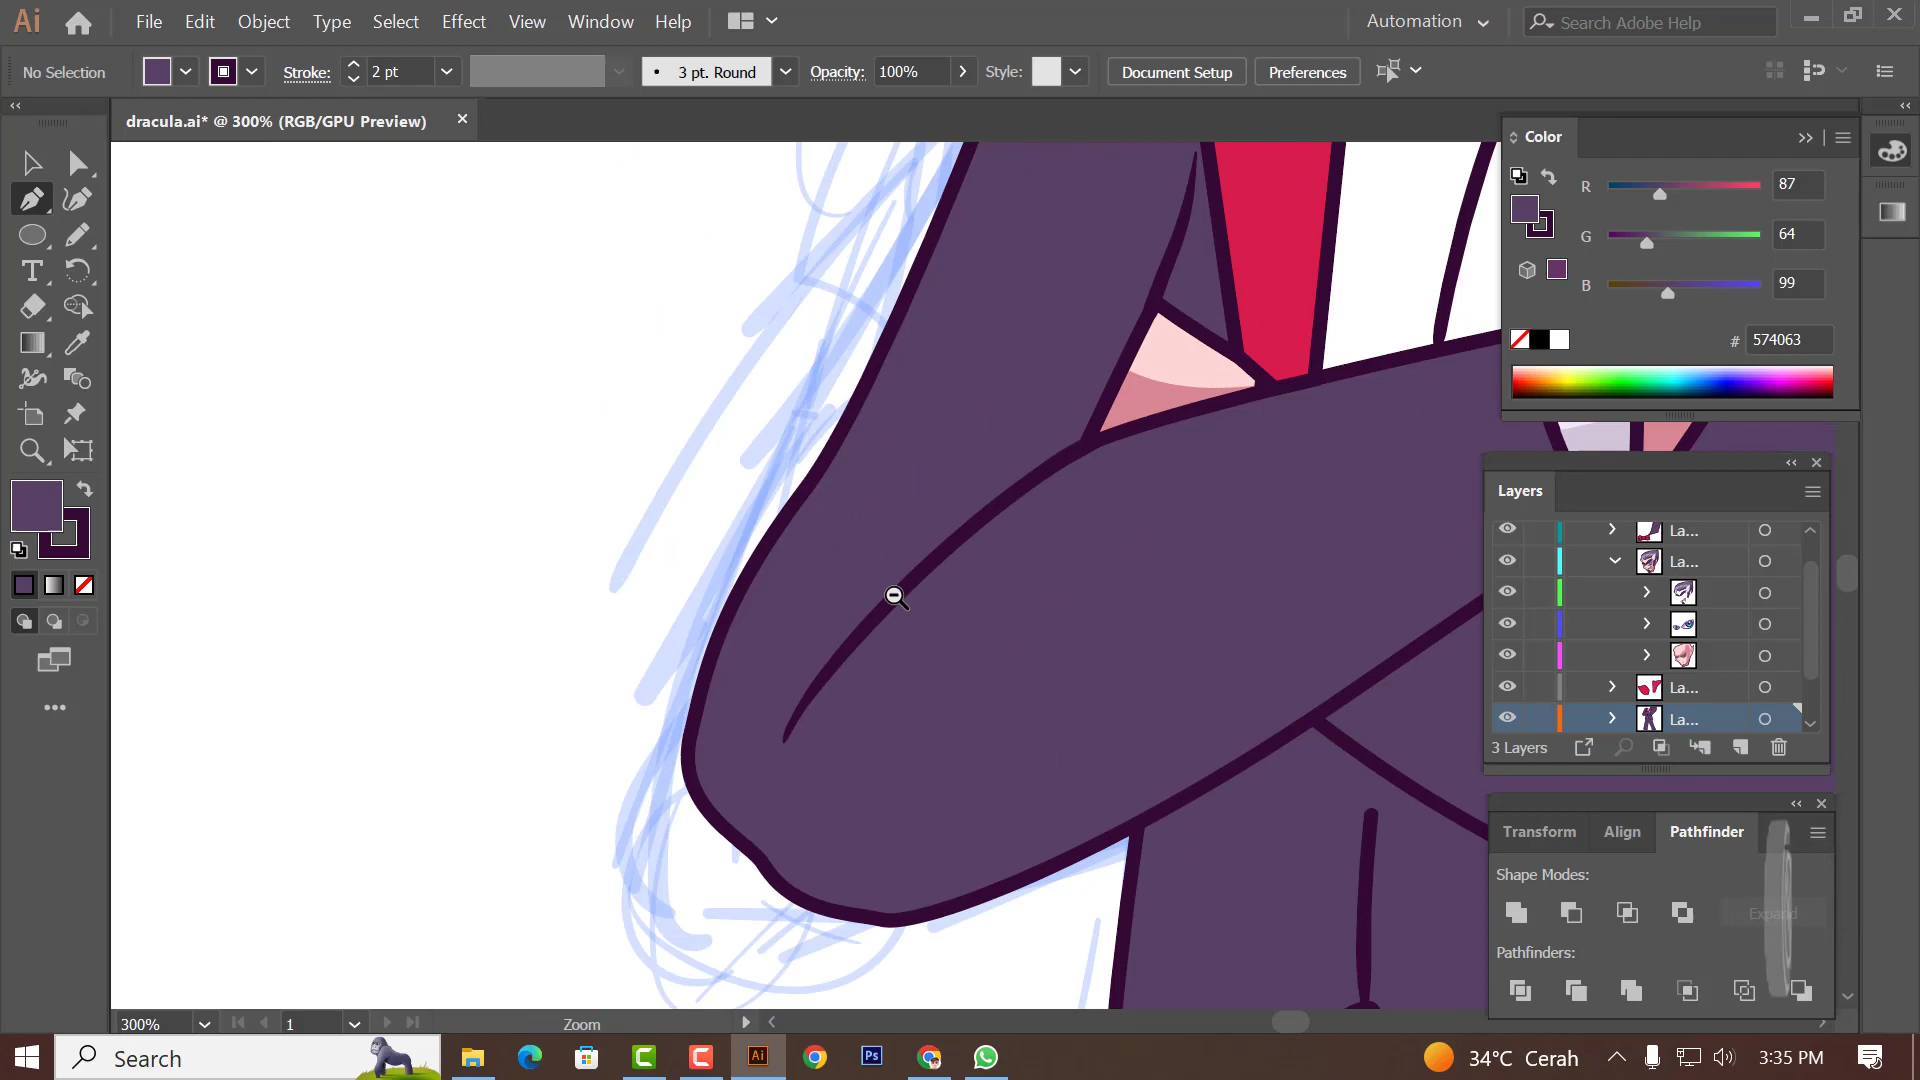 Ai File Edit Object Type Select Effect View Window Help Automation Search Adobe Help
No Selection Stroke: 2 pt 3 pt. Round Opacity: 100% Style: Document Setup Preferences
dracula.ai* @ 300% (RGB/GPU Preview)
Color
R 87
G 64
B 99
# 574063
Layers
La...
La...
La...
La...
3 Layers
Transform Align Pathfinder
Shape Modes:
Expand
Pathfinders:
300% 1 Zoom
Search Ai Ps 34°C Cerah 3:35 PM